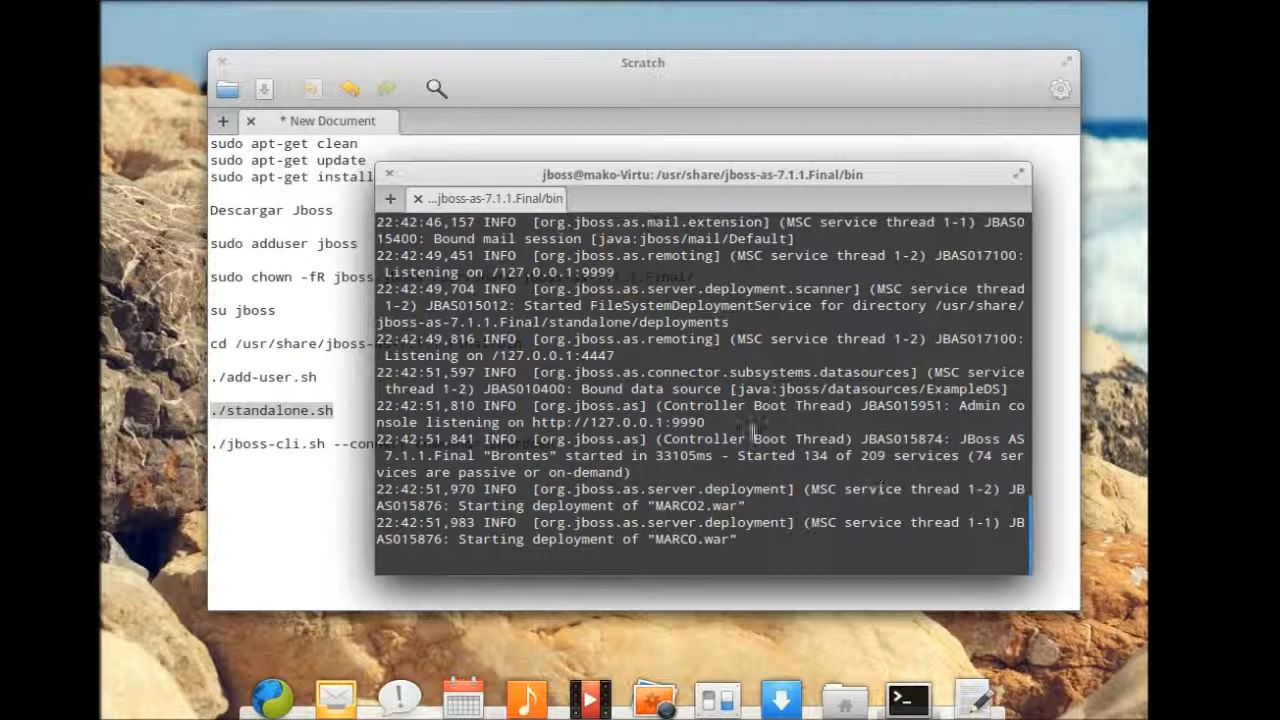 Scratch
* New Document
sudo apt-get clean
sudo apt-get update
sudo apt-get install
Descargar Jboss
sudo adduser jboss
sudo chown -fR jboss .1.Final/
su jboss
cd /usr/share/jboss
./add-user.sh
./standalone.sh
./jboss-cli.sh --conn
jboss@mako-Virtu: /usr/share/jboss-as-7.1.1.Final/bin
...jboss-as-7.1.1.Final/bin
22:42:46,157 INFO [org.jboss.as.mail.extension] (MSC service thread 1-1) JBAS0
15400: Bound mail session [java:jboss/mail/Default]
22:42:49,451 INFO [org.jboss.as.remoting] (MSC service thread 1-2) JBAS017100:
Listening on /127.0.0.1:9999
22:42:49,704 INFO [org.jboss.as.server.deployment.scanner] (MSC service thread
1-2) JBAS015012: Started FileSystemDeploymentService for directory /usr/share/
jboss-as-7.1.1.Final/standalone/deployments
22:42:49,816 INFO [org.jboss.as.remoting] (MSC service thread 1-2) JBAS017100:
Listening on /127.0.0.1:4447
22:42:51,597 INFO [org.jboss.as.connector.subsystems.datasources] (MSC service
thread 1-2) JBAS010400: Bound data source [java:jboss/datasources/ExampleDS]
22:42:51,810 INFO [org.jboss.as] (Controller Boot Thread) JBAS015951: Admin co
nsole listening on http://127.0.0.1:9990
22:42:51,841 INFO [org.jboss.as] (Controller Boot Thread) JBAS015874: JBoss AS
7.1.1.Final "Brontes" started in 33105ms - Started 134 of 209 services (74 ser
vices are passive or on-demand)
22:42:51,970 INFO [org.jboss.as.server.deployment] (MSC service thread 1-2) JB
AS015876: Starting deployment of "MARCO2.war"
22:42:51,983 INFO [org.jboss.as.server.deployment] (MSC service thread 1-1) JB
AS015876: Starting deployment of "MARCO.war"